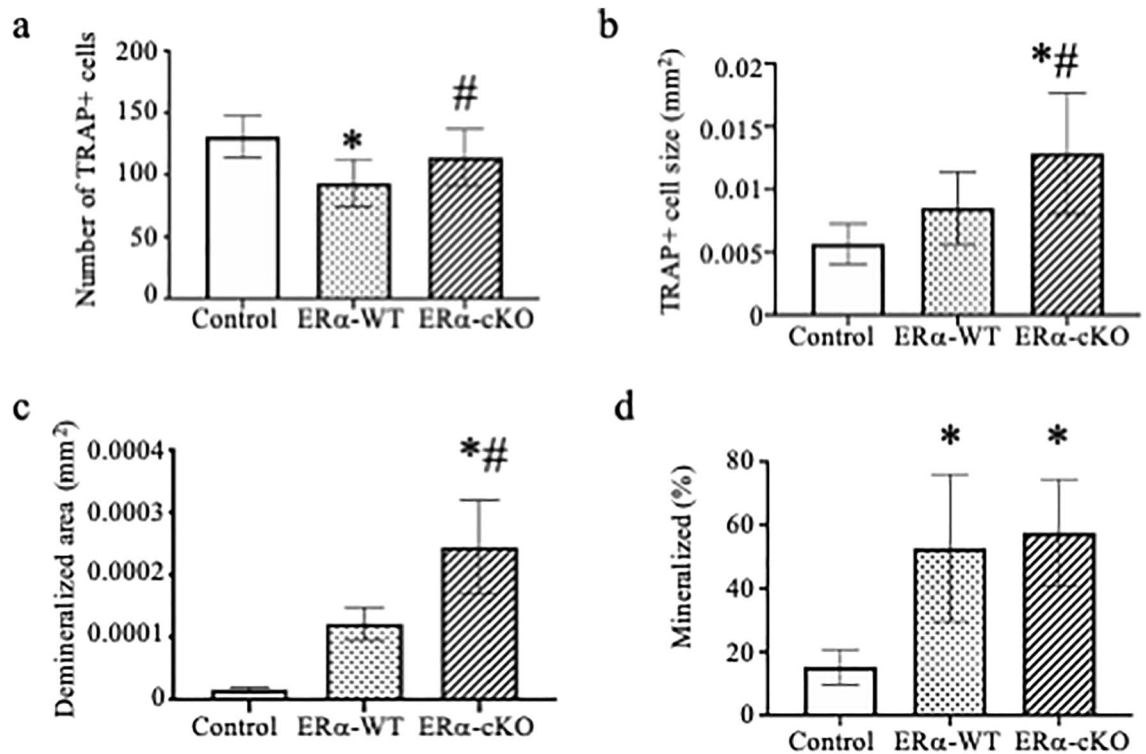 a
Number of TRAP+ cells
200
150
100
50
0
*
#
Control ERα-WT ERα-cKO
b
TRAP+ cell size (mm²)
0.02
0.015
0.01
0.005
0
*#
Control ERα-WT ERα-cKO
c
Demineralized area (mm²)
0.0004
0.0003
0.0002
0.0001
0
*#
Control ERα-WT ERα-cKO
d
Mineralized (%)
80
60
40
20
0
* *
Control ERα-WT ERα-cKO